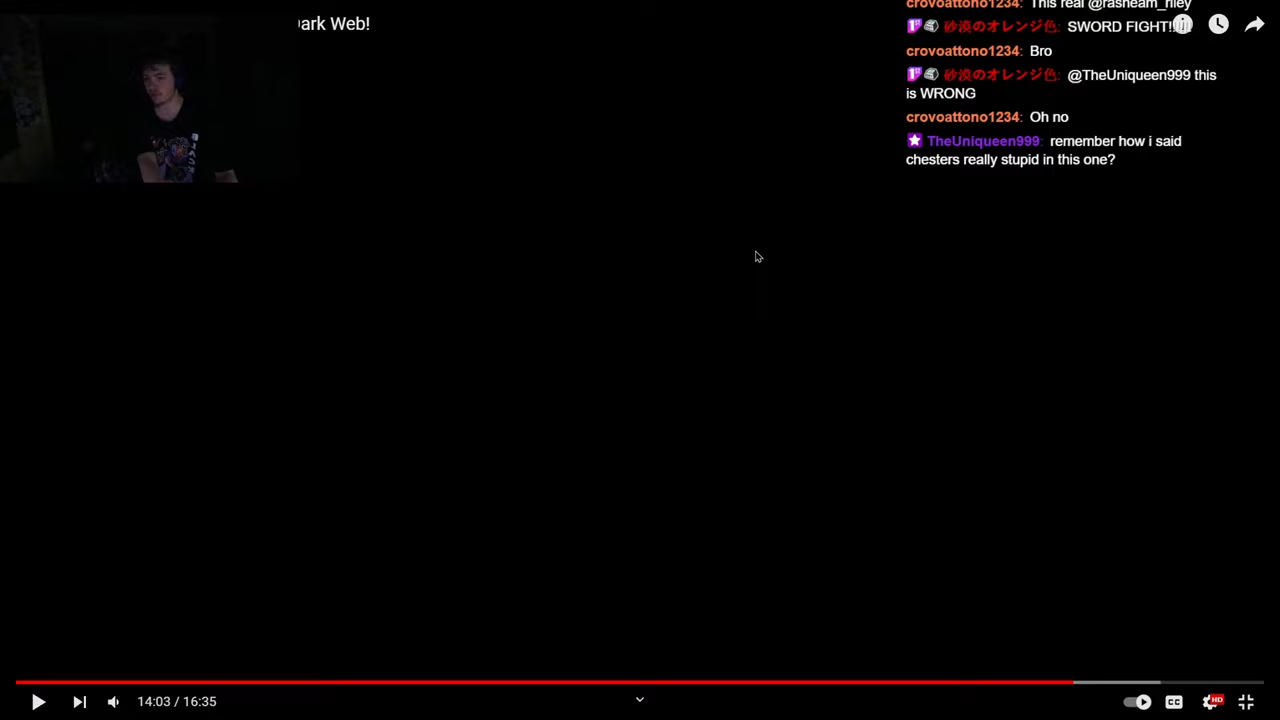 ark Web!
crovoattono1234: This real @rasheam_riley
砂漠のオレンジ色: SWORD FIGHT!!!!
crovoattono1234: Bro
砂漠のオレンジ色: @TheUniqueen999 this
is WRONG
crovoattono1234: Oh no
TheUniqueen999: remember how i said
chesters really stupid in this one?
14:03 / 16:35
CC
HD